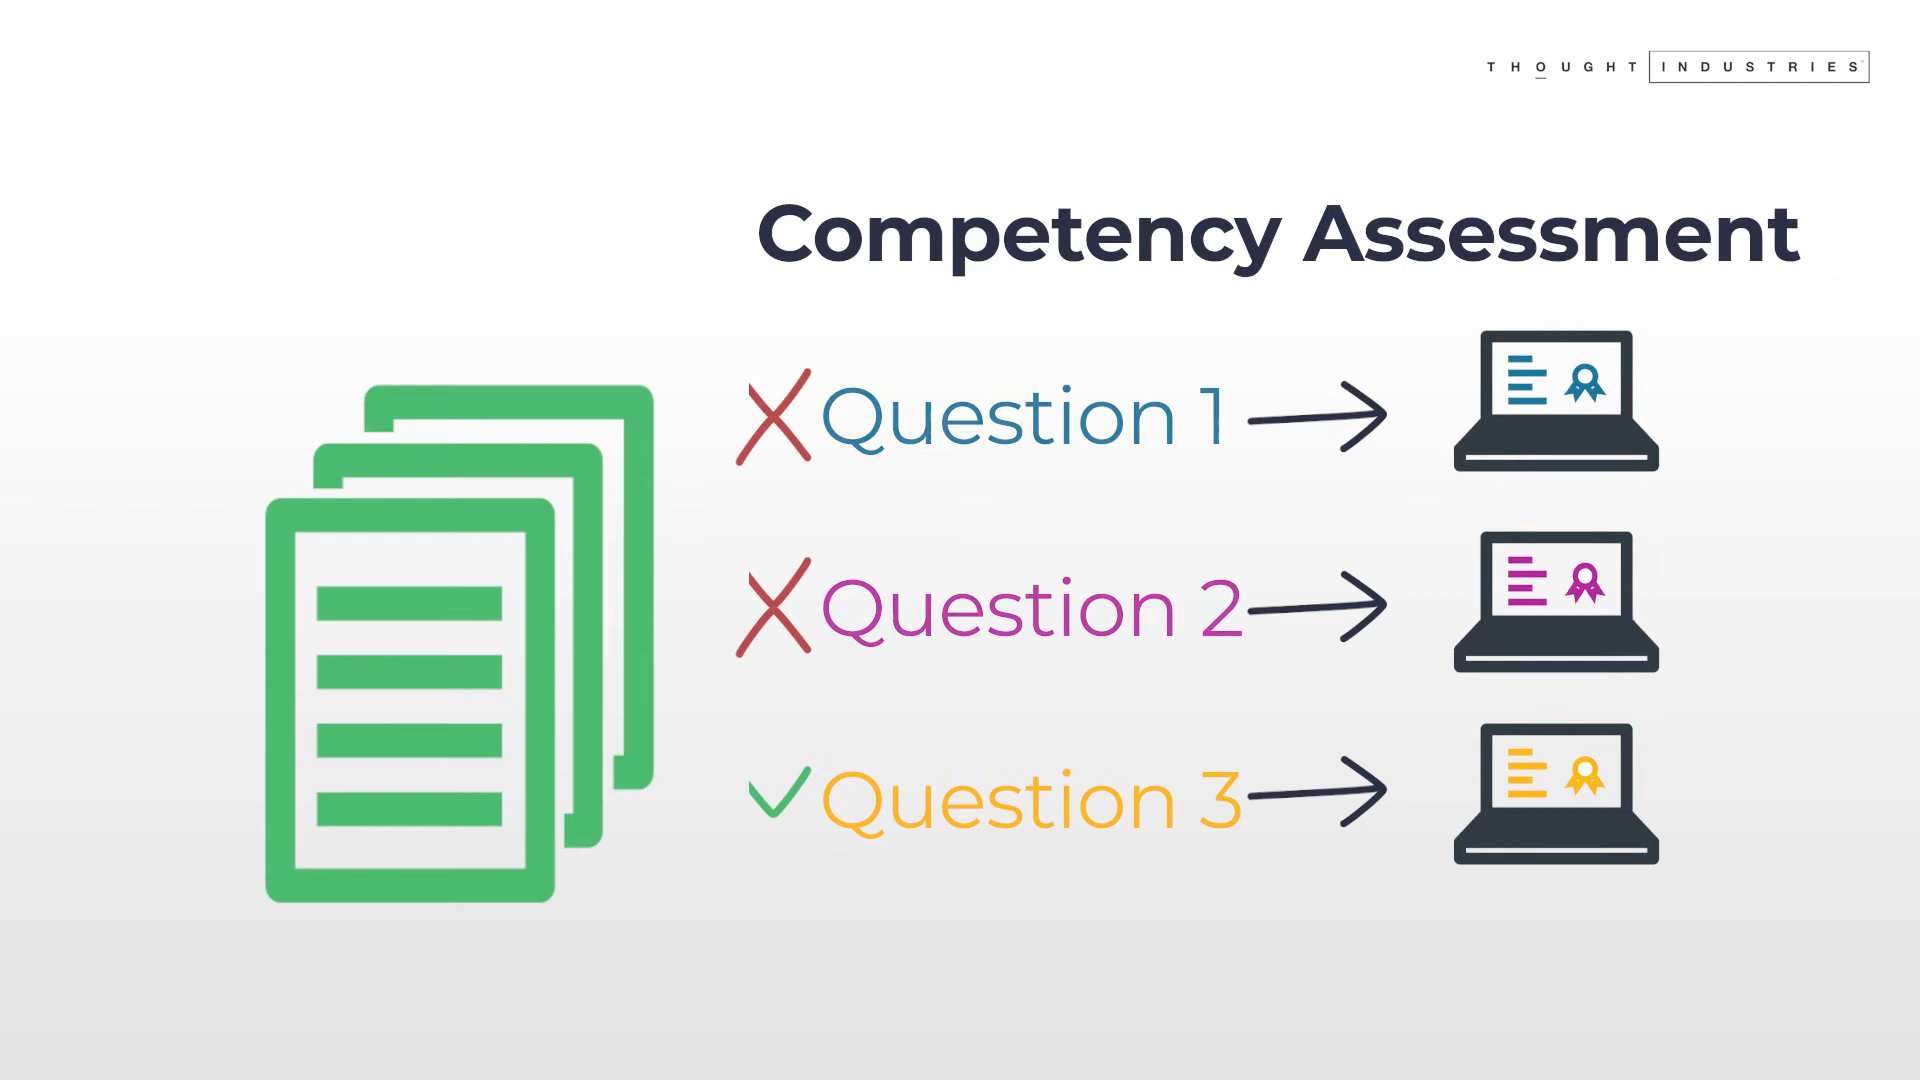 THOUGHT INDUSTRIES
Competency Assessment
Question 1
Question 2
Question 3